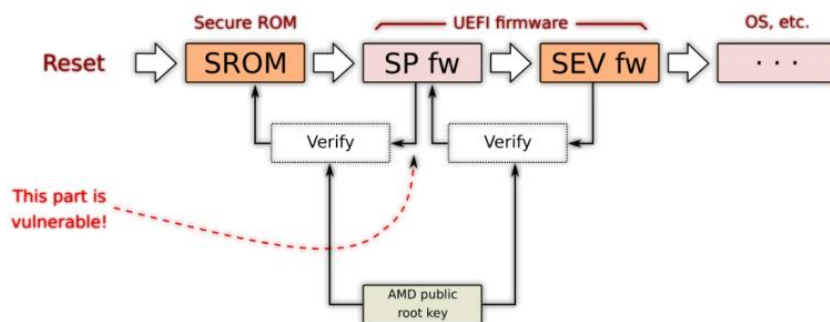 Secure ROM
UEFI firmware
OS, etc.
Reset
SROM
SP fw
SEV fw
. . .
Verify
Verify
This part is
vulnerable!
AMD public
root key